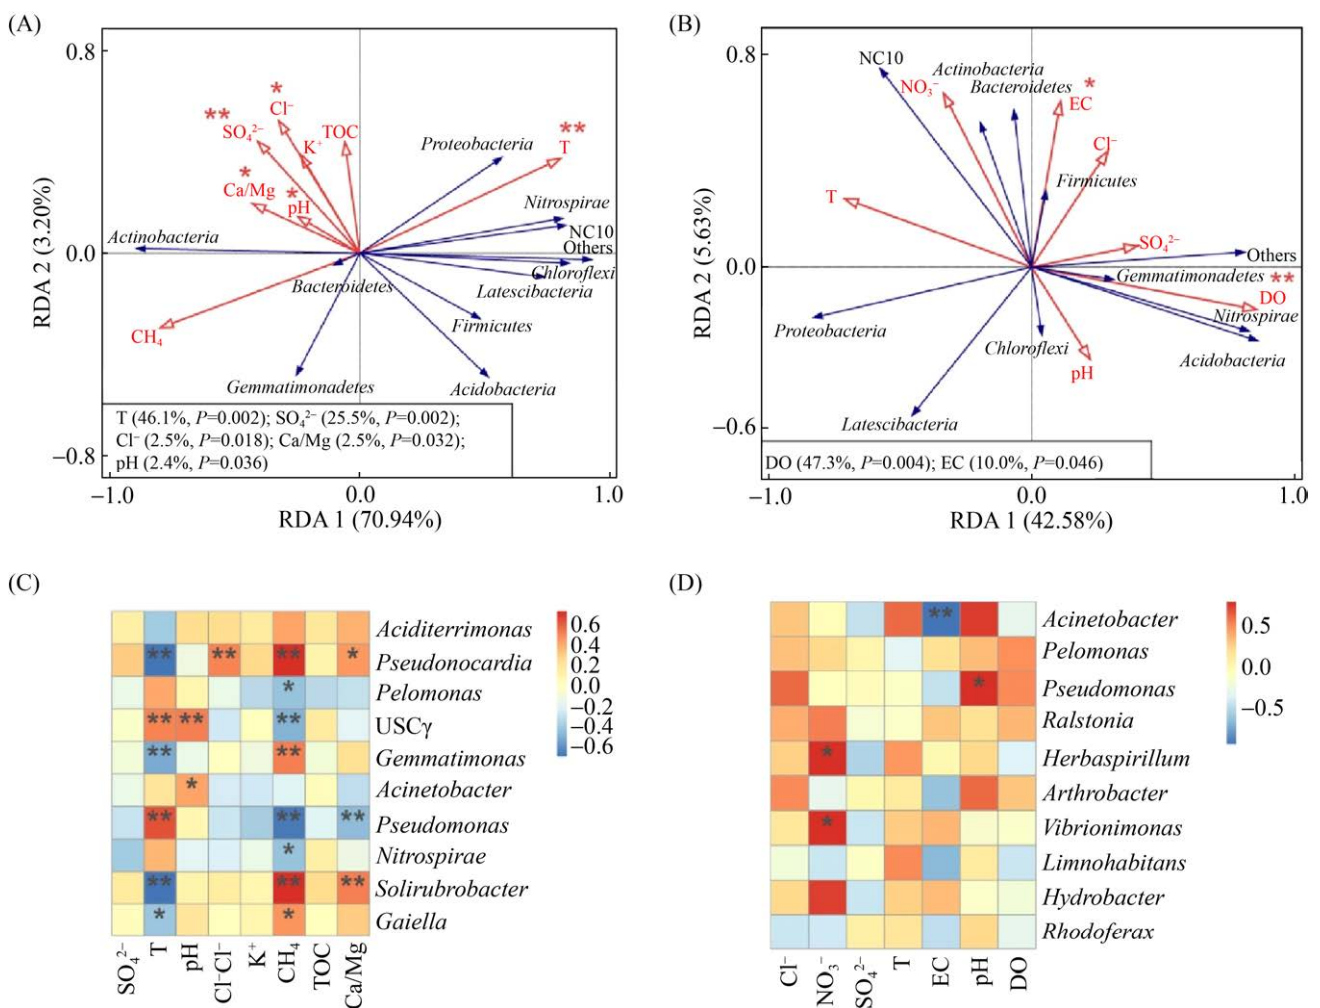 (A)
0.8
0.0
−0.8
RDA 2 (3.20%)
Cl⁻
*
**
SO₄²⁻
K⁺
TOC
*
Ca/Mg
*
pH
Proteobacteria
**
T
Nitrospirae
NC10
Others
Chloroflexi
Latescibacteria
Actinobacteria
Bacteroidetes
Firmicutes
CH₄
Gemmatimonadetes
Acidobacteria
T (46.1%, P=0.002); SO₄²⁻ (25.5%, P=0.002);
Cl⁻ (2.5%, P=0.018); Ca/Mg (2.5%, P=0.032);
pH (2.4%, P=0.036)
−1.0
0.0
1.0
RDA 1 (70.94%)
(B)
0.8
0.0
−0.6
RDA 2 (5.63%)
NC10
NO₃⁻
Actinobacteria
Bacteroidetes
*
EC
Cl⁻
Firmicutes
T
SO₄²⁻
Others
Gemmatimonadetes
**
DO
Nitrospirae
Acidobacteria
Proteobacteria
Chloroflexi
pH
Latescibacteria
DO (47.3%, P=0.004); EC (10.0%, P=0.046)
−1.0
0.0
1.0
RDA 1 (42.58%)
(C)
Aciditerrimonas
** ** ** * Pseudonocardia
* Pelomonas
** ** ** USCγ
** ** Gemmatimonas
* Acinetobacter
** ** ** Pseudomonas
* Nitrospirae
** ** ** Solirubrobacter
* * Gaiella
SO₄²⁻
T
pH
Cl⁻Cl⁻
K⁺
CH₄
TOC
Ca/Mg
0.6
0.4
0.2
0.0
−0.2
−0.4
−0.6
(D)
** Acinetobacter
Pelomonas
* Pseudomonas
Ralstonia
* Herbaspirillum
Arthrobacter
* Vibrionimonas
Limnohabitans
Hydrobacter
Rhodoferax
Cl⁻
NO₃⁻
SO₄²⁻
T
EC
pH
DO
0.5
0.0
−0.5